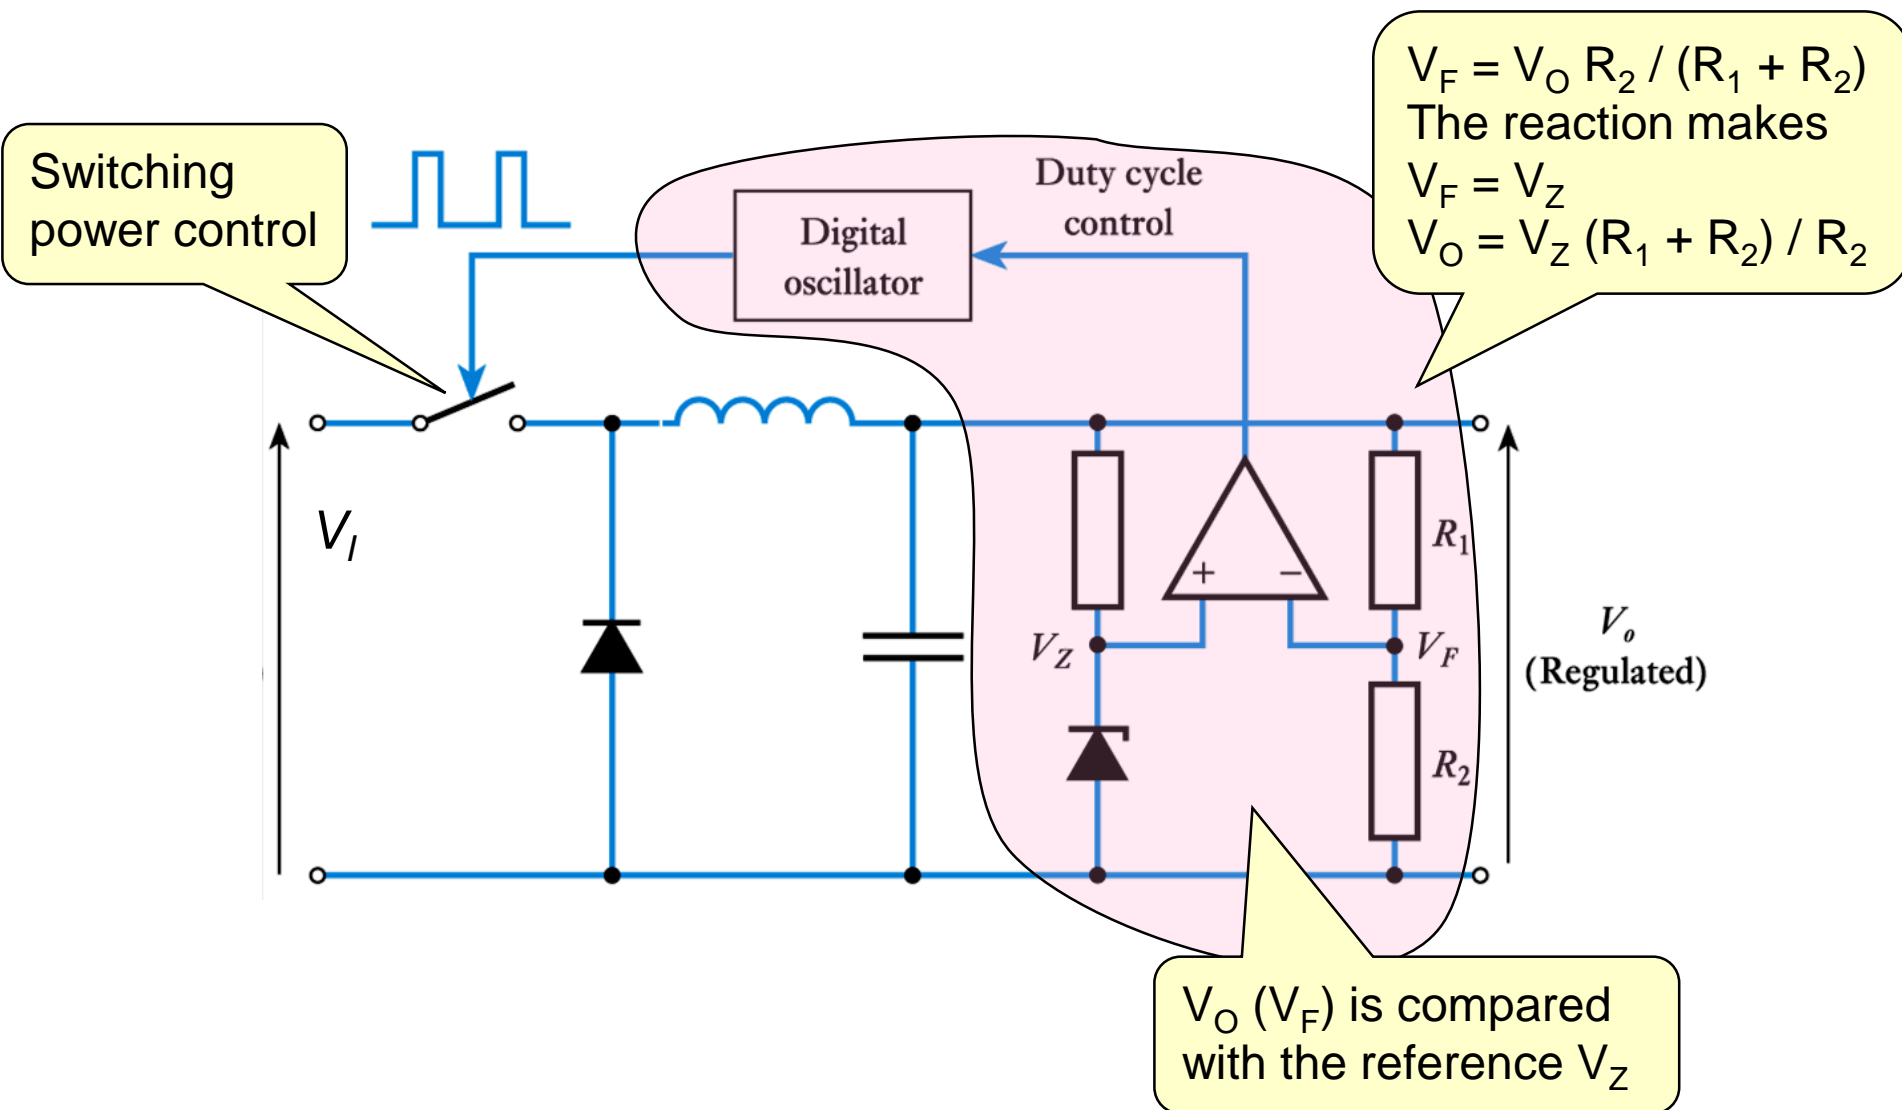 Switching
power control
Digital
oscillator
Duty cycle
control
V_F = V_O R_2 / (R_1 + R_2)
The reaction makes
V_F = V_Z
V_O = V_Z (R_1 + R_2) / R_2
V_I
+
−
R_1
V_Z
V_F
V_o
(Regulated)
R_2
V_O (V_F) is compared
with the reference V_Z